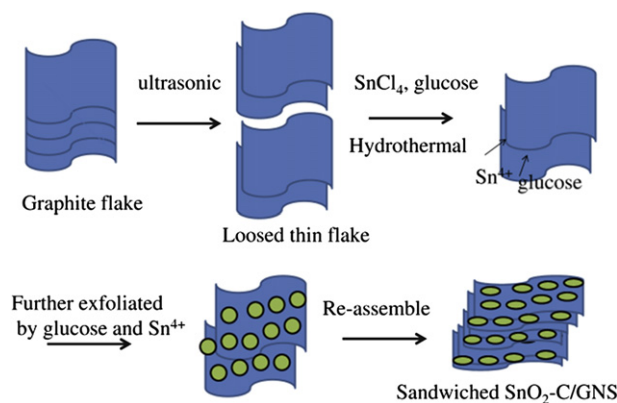 ultrasonic
SnCl₄, glucose
Hydrothermal
Sn⁴⁺ glucose
Graphite flake
Loosed thin flake
Further exfoliated
by glucose and Sn⁴⁺
Re-assemble
Sandwiched SnO₂-C/GNS